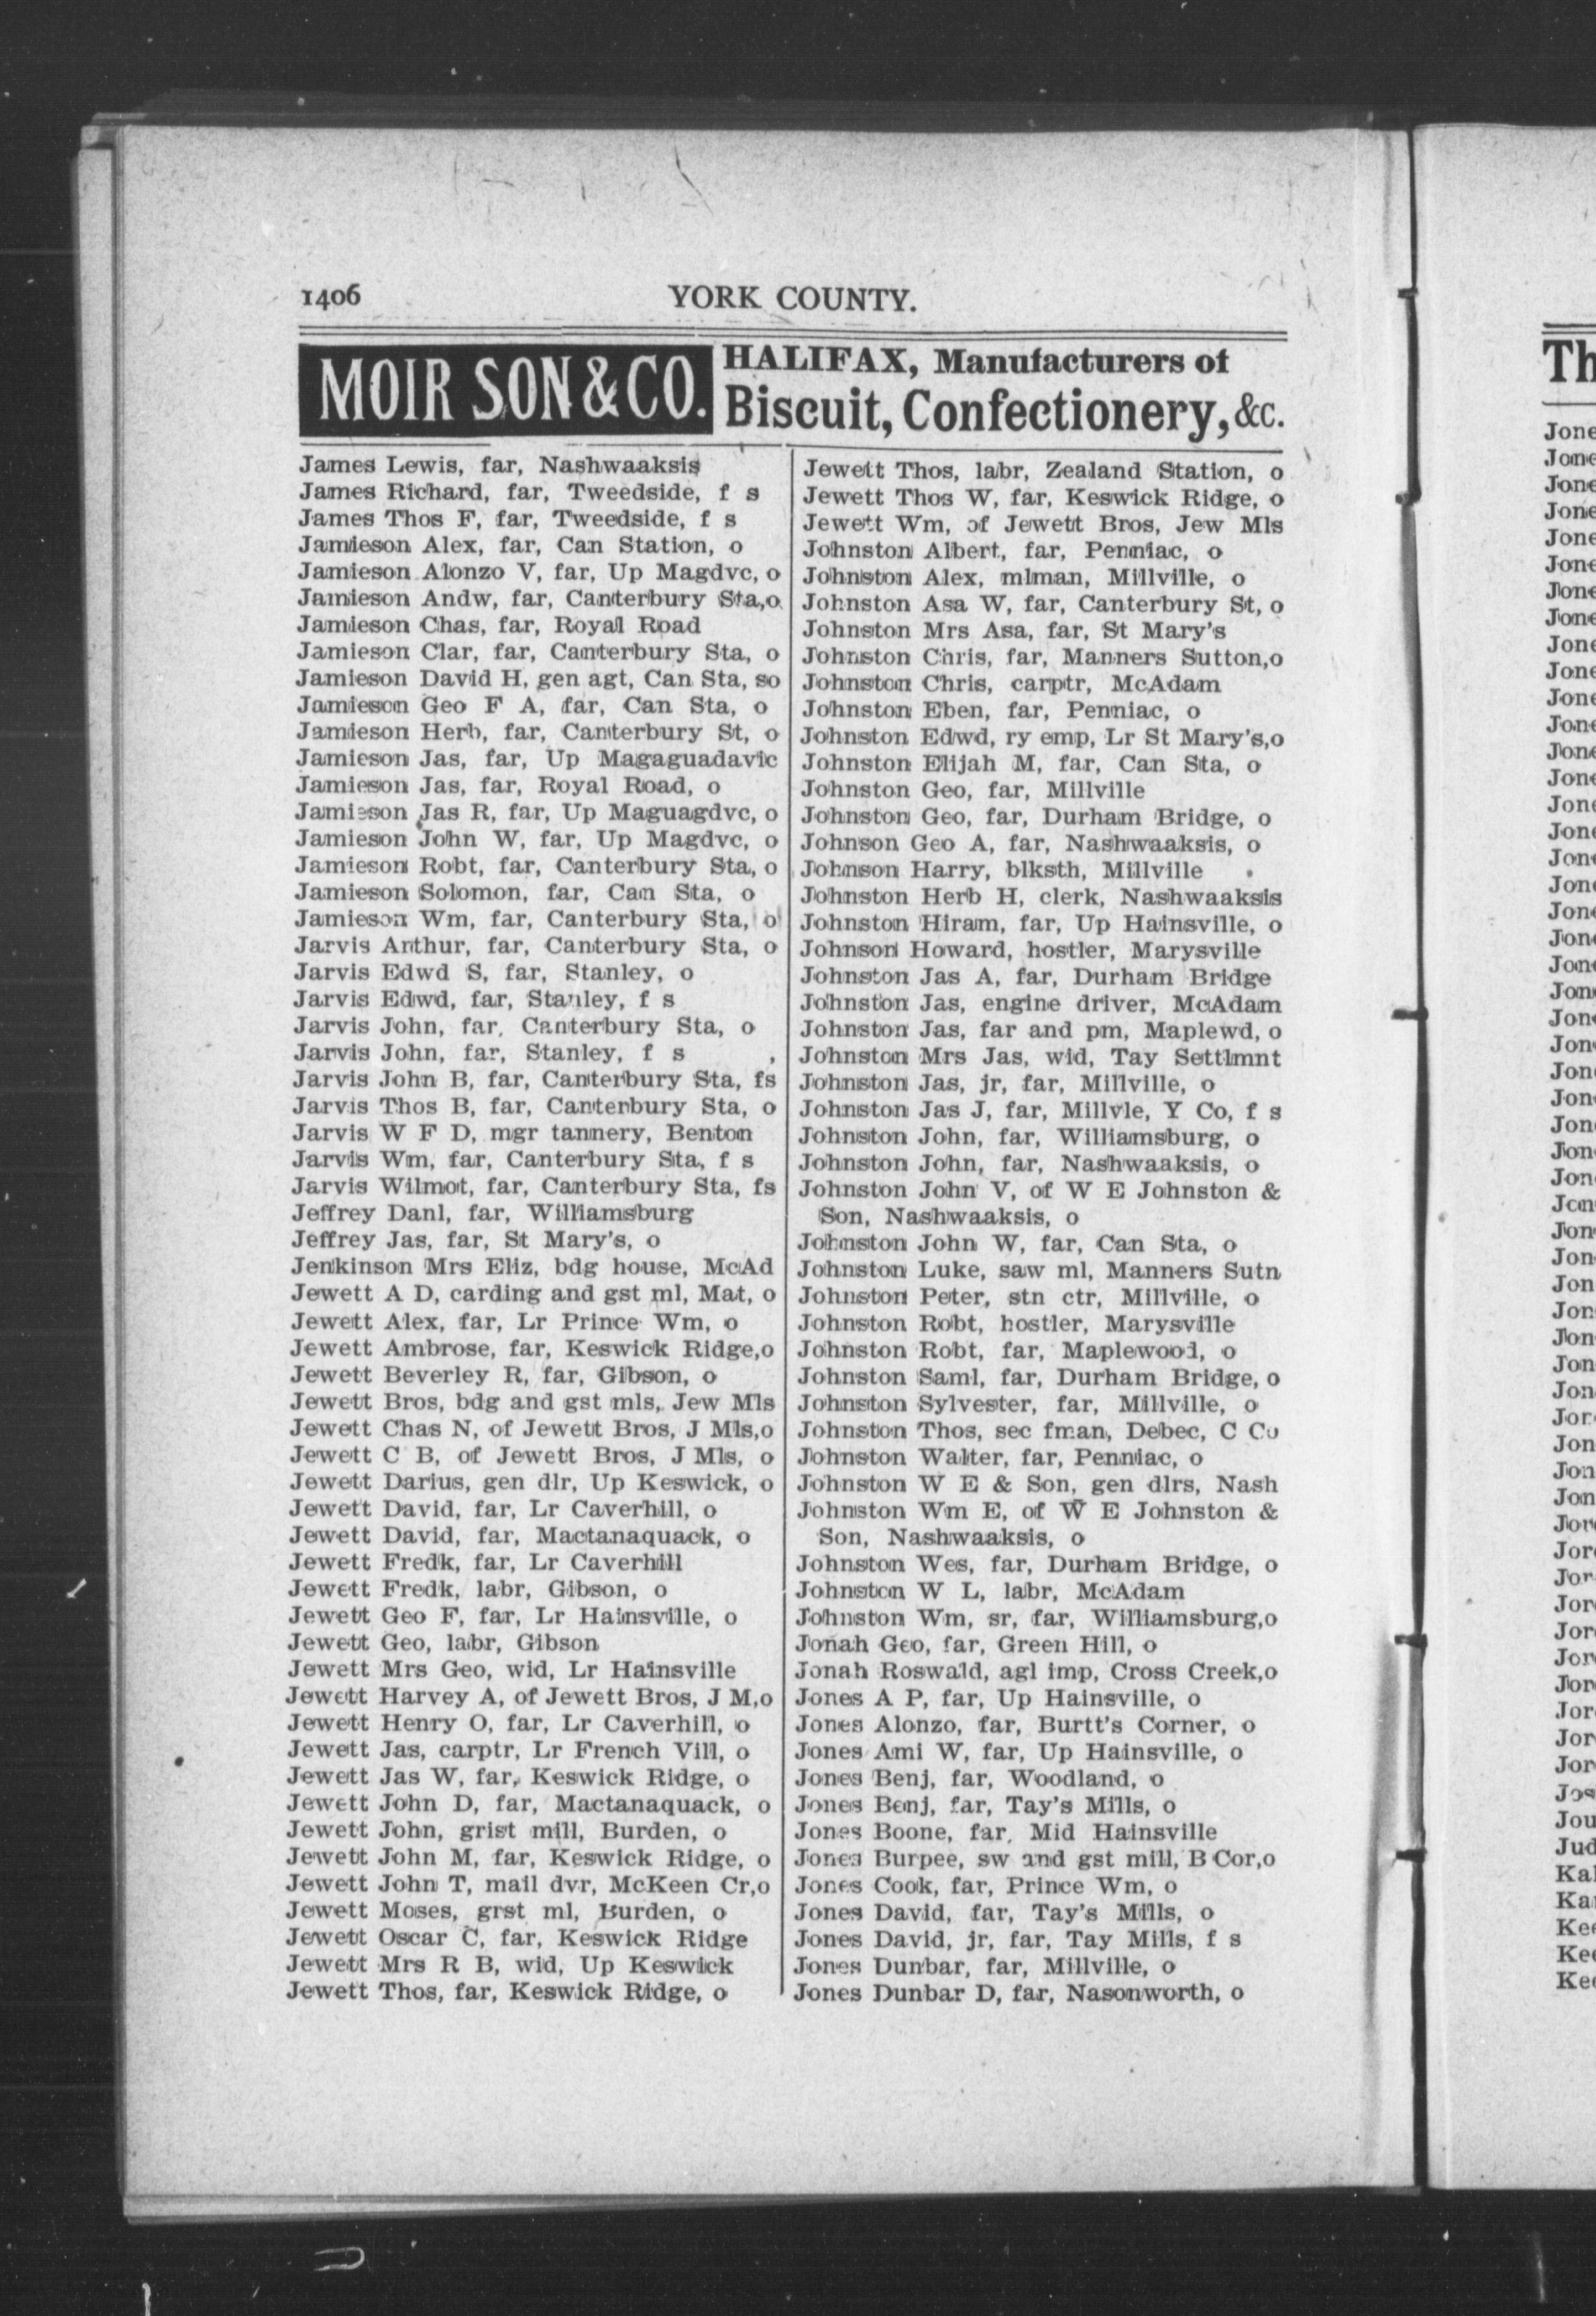 1406
YORK COUNTY.
MOIR SON & CO.
HALIFAX, Manufacturers of
Biscuit, Confectionery, &c.
James Lewis, far, Nashwaaksis
James Richard, far, Tweedside, f s
James Thos F, far, Tweedside, f s
Jamieson Alex, far, Can Station, o
Jamieson Alonzo V, far, Up Magdvc, o
Jamieson Andw, far, Canterbury Sta,o
Jamieson Chas, far, Royal Road
Jamieson Clar, far, Canterbury Sta, o
Jamieson David H, gen agt, Can Sta, so
Jamieson Geo F A, far, Can Sta, o
Jamieson Herb, far, Canterbury St, o
Jamieson Jas, far, Up Magaguadavic
Jamieson Jas, far, Royal Road, o
Jamieson Jas R, far, Up Maguagdvc, o
Jamieson John W, far, Up Magdvc, o
Jamieson Robt, far, Canterbury Sta, o
Jamieson Solomon, far, Can Sta, o
Jamieson Wm, far, Canterbury Sta, o
Jarvis Arthur, far, Canterbury Sta, o
Jarvis Edwd S, far, Stanley, o
Jarvis Edwd, far, Stanley, f s
Jarvis John, far, Canterbury Sta, o
Jarvis John, far, Stanley, f s
Jarvis John B, far, Canterbury Sta, fs
Jarvis Thos B, far, Canterbury Sta, o
Jarvis W F D, mgr tannery, Benton
Jarvis Wm, far, Canterbury Sta, f s
Jarvis Wilmot, far, Canterbury Sta, fs
Jeffrey Danl, far, Williamsburg
Jeffrey Jas, far, St Mary's, o
Jenkinson Mrs Eliz, bdg house, McAd
Jewett A D, carding and gst ml, Mat, o
Jewett Alex, far, Lr Prince Wm, o
Jewett Ambrose, far, Keswick Ridge,o
Jewett Beverley R, far, Gibson, o
Jewett Bros, bdg and gst mls, Jew Mls
Jewett Chas N, of Jewett Bros, J Mls,o
Jewett C B, of Jewett Bros, J Mls, o
Jewett Darius, gen dlr, Up Keswick, o
Jewett David, far, Lr Caverhill, o
Jewett David, far, Mactanaquack, o
Jewett Fredk, far, Lr Caverhill
Jewett Fredk, labr, Gibson, o
Jewett Geo F, far, Lr Hainsville, o
Jewett Geo, labr, Gibson
Jewett Mrs Geo, wid, Lr Hainsville
Jewett Harvey A, of Jewett Bros, J M,o
Jewett Henry O, far, Lr Caverhill, o
Jewett Jas, carptr, Lr French Vill, o
Jewett Jas W, far, Keswick Ridge, o
Jewett John D, far, Mactanaquack, o
Jewett John, grist mill, Burden, o
Jewett John M, far, Keswick Ridge, o
Jewett John T, mail dvr, McKeen Cr,o
Jewett Moses, grst ml, Burden, o
Jewett Oscar C, far, Keswick Ridge
Jewett Mrs R B, wid, Up Keswick
Jewett Thos, far, Keswick Ridge, o
Jewett Thos, labr, Zealand Station, o
Jewett Thos W, far, Keswick Ridge, o
Jewett Wm, of Jewett Bros, Jew Mls
Johnston Albert, far, Penniac, o
Johnston Alex, mlman, Millville, o
Johnston Asa W, far, Canterbury St, o
Johnston Mrs Asa, far, St Mary's
Johnston Chris, far, Manners Sutton,o
Johnston Chris, carptr, McAdam
Johnston Eben, far, Penniac, o
Johnston Edwd, ry emp, Lr St Mary's,o
Johnston Elijah M, far, Can Sta, o
Johnston Geo, far, Millville
Johnston Geo, far, Durham Bridge, o
Johnson Geo A, far, Nashwaaksis, o
Johnson Harry, blksth, Millville
Johnston Herb H, clerk, Nashwaaksis
Johnston Hiram, far, Up Hainsville, o
Johnson Howard, hostler, Marysville
Johnston Jas A, far, Durham Bridge
Johnston Jas, engine driver, McAdam
Johnston Jas, far and pm, Maplewd, o
Johnston Mrs Jas, wid, Tay Settlmnt
Johnston Jas, jr, far, Millville, o
Johnston Jas J, far, Millvle, Y Co, f s
Johnston John, far, Williamsburg, o
Johnston John, far, Nashwaaksis, o
Johnston John V, of W E Johnston &
Son, Nashwaaksis, o
Johnston John W, far, Can Sta, o
Johnston Luke, saw ml, Manners Sutn
Johnston Peter, stn ctr, Millville, o
Johnston Robt, hostler, Marysville
Johnston Robt, far, Maplewood, o
Johnston Saml, far, Durham Bridge, o
Johnston Sylvester, far, Millville, o
Johnston Thos, sec fman, Debec, C Co
Johnston Walter, far, Penniac, o
Johnston W E & Son, gen dlrs, Nash
Johnston Wm E, of W E Johnston &
Son, Nashwaaksis, o
Johnston Wes, far, Durham Bridge, o
Johnston W L, labr, McAdam
Johnston Wm, sr, far, Williamsburg,o
Jonah Geo, far, Green Hill, o
Jonah Roswald, agl imp, Cross Creek,o
Jones A P, far, Up Hainsville, o
Jones Alonzo, far, Burtt's Corner, o
Jones Ami W, far, Up Hainsville, o
Jones Benj, far, Woodland, o
Jones Benj, far, Tay's Mills, o
Jones Boone, far, Mid Hainsville
Jones Burpee, sw and gst mill, B Cor,o
Jones Cook, far, Prince Wm, o
Jones David, far, Tay's Mills, o
Jones David, jr, far, Tay Mills, f s
Jones Dunbar, far, Millville, o
Jones Dunbar D, far, Nasonworth, o